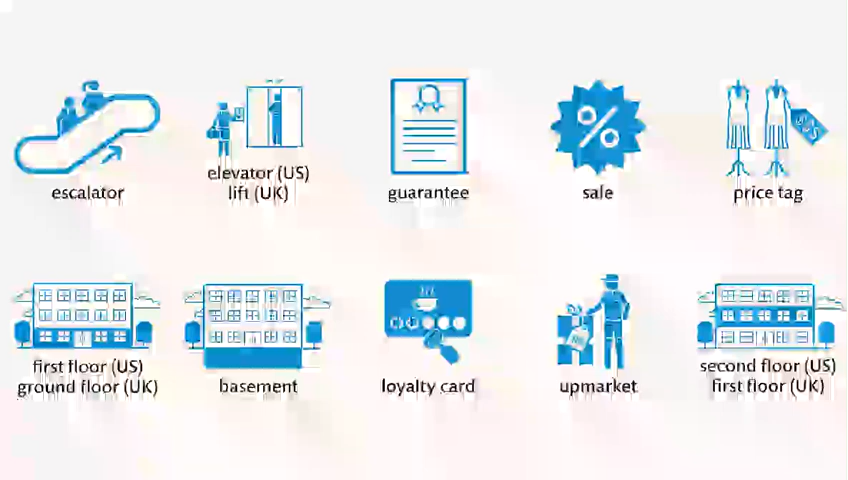 escalator
elevator (US)
lift (UK)
guarantee
sale
price tag
first floor (US)
ground floor (UK)
basement
loyalty card
upmarket
second floor (US)
first floor (UK)